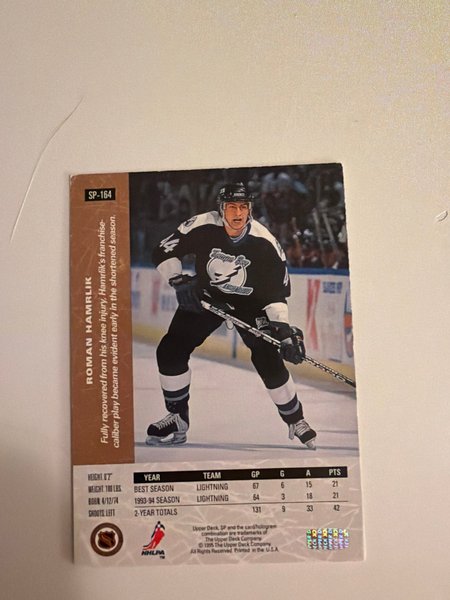 SP-164
ROMAN HAMRLIK
Fully recovered from his knee injury, Hamrlik's franchise-
caliber play became evident early in the shortened season.
Tampa Bay
HEIGHT 6'2"
WEIGHT 189 LBS.
BORN 4/12/74
SHOOTS LEFT
YEAR TEAM GP G A PTS
BEST SEASON LIGHTNING 67 6 15 21
1993-94 SEASON LIGHTNING 64 3 18 21
2-YEAR TOTALS 131 9 33 42
NHLPA
TM
Upper Deck, SP and the card/hologram
combination are trademarks of
The Upper Deck Company
© 1995 The Upper Deck Company
All Rights Reserved. Printed in the U.S.A.